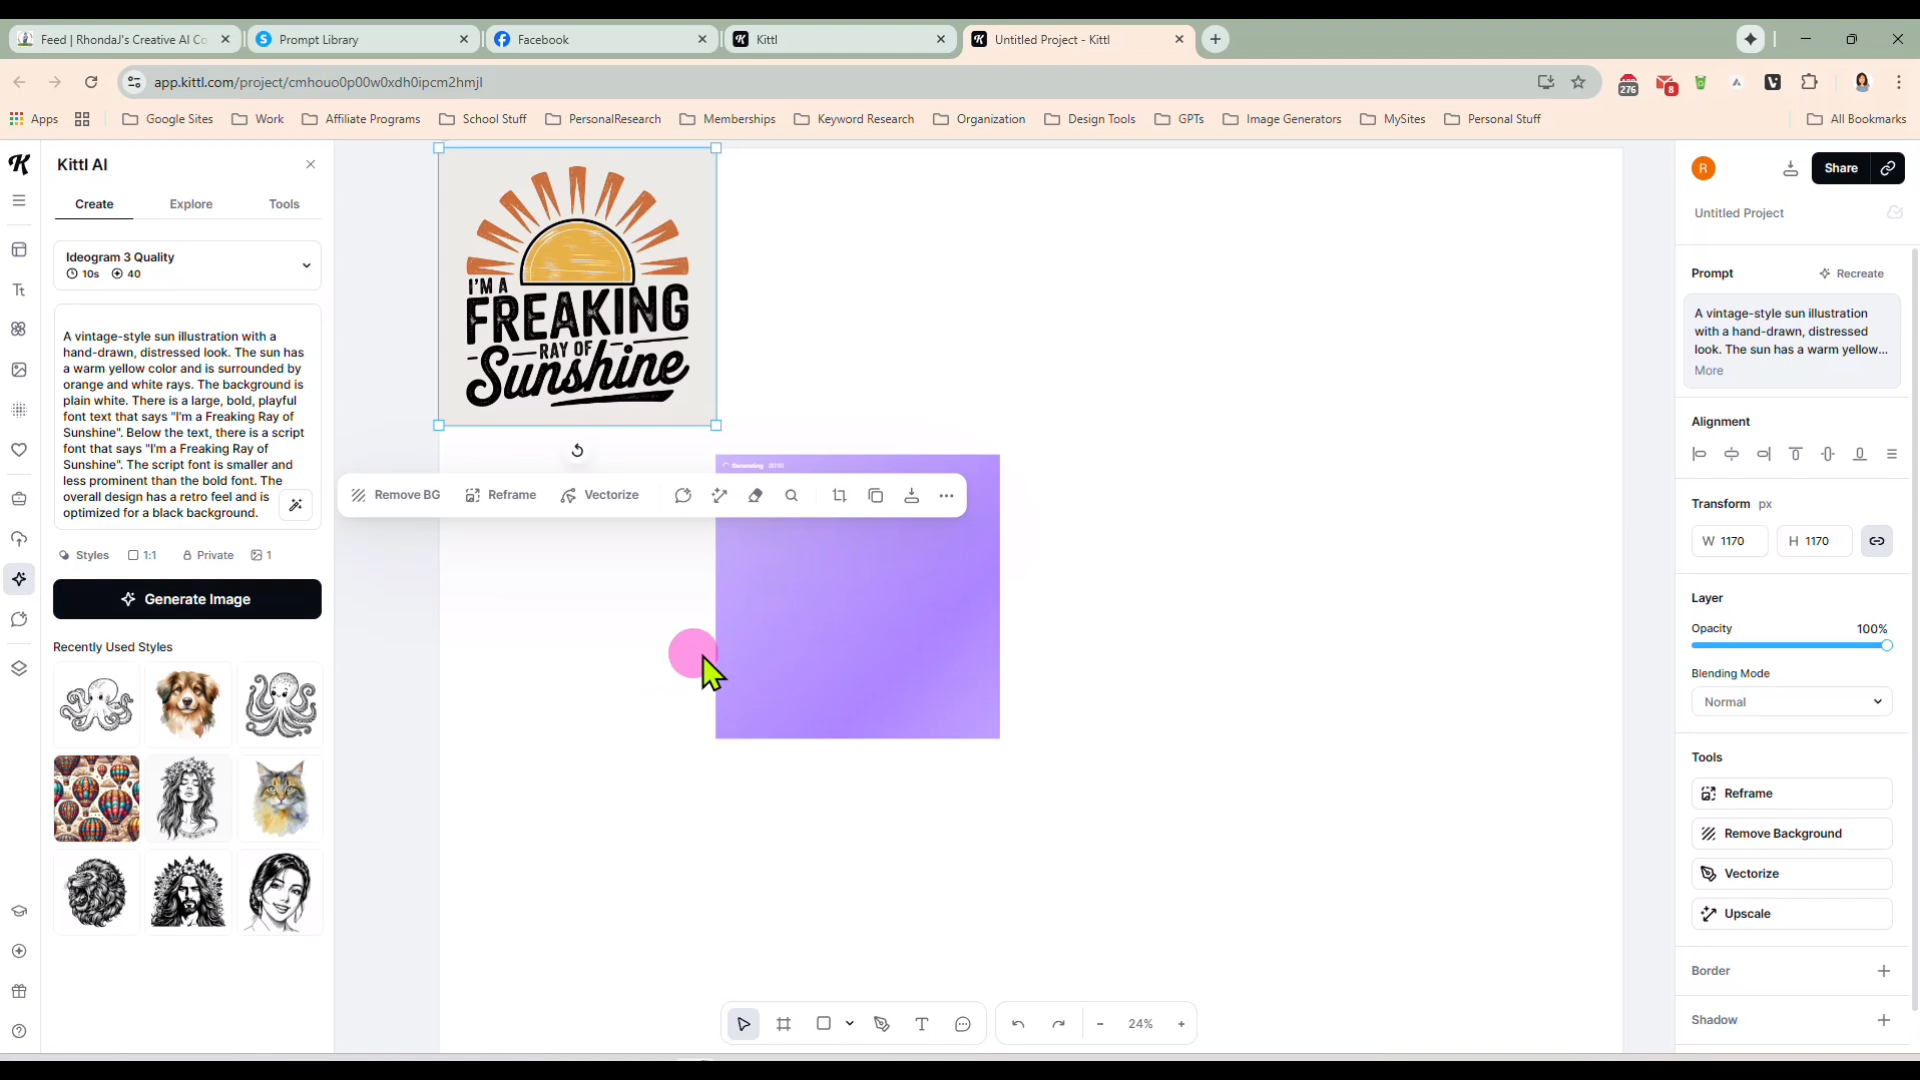 Feed | RhondaJ's Creative AI Co
Prompt Library
Facebook
Kittl
Untitled Project - Kittl
app.kittl.com/project/cmhouo0p00w0xdh0ipcm2hmjl
276
8
Apps
Google Sites
Work
Affiliate Programs
School Stuff
PersonalResearch
Memberships
Keyword Research
Organization
Design Tools
GPTs
Image Generators
MySites
Personal Stuff
All Bookmarks
Kittl AI
Create
Explore
Tools
Ideogram 3 Quality
10s
40
A vintage-style sun illustration with a
hand-drawn, distressed look. The sun has
a warm yellow color and is surrounded by
orange and white rays. The background is
plain white. There is a large, bold, playful
font text that says "I'm a Freaking Ray of
Sunshine". Below the text, there is a script
font that says "I'm a Freaking Ray of
Sunshine". The script font is smaller and
less prominent than the bold font. The
overall design has a retro feel and is
optimized for a black background.
Styles
1:1
Private
1
Generate Image
Recently Used Styles
I'M A
FREAKING
RAY OF
Sunshine
Generating
Remove BG
Reframe
Vectorize
24%
R
Share
Untitled Project
Prompt
Recreate
A vintage-style sun illustration
with a hand-drawn, distressed
look. The sun has a warm yellow...
More
Alignment
Transform px
W 1170
H 1170
Layer
Opacity
100%
Blending Mode
Normal
Tools
Reframe
Remove Background
Vectorize
Upscale
Border
Shadow